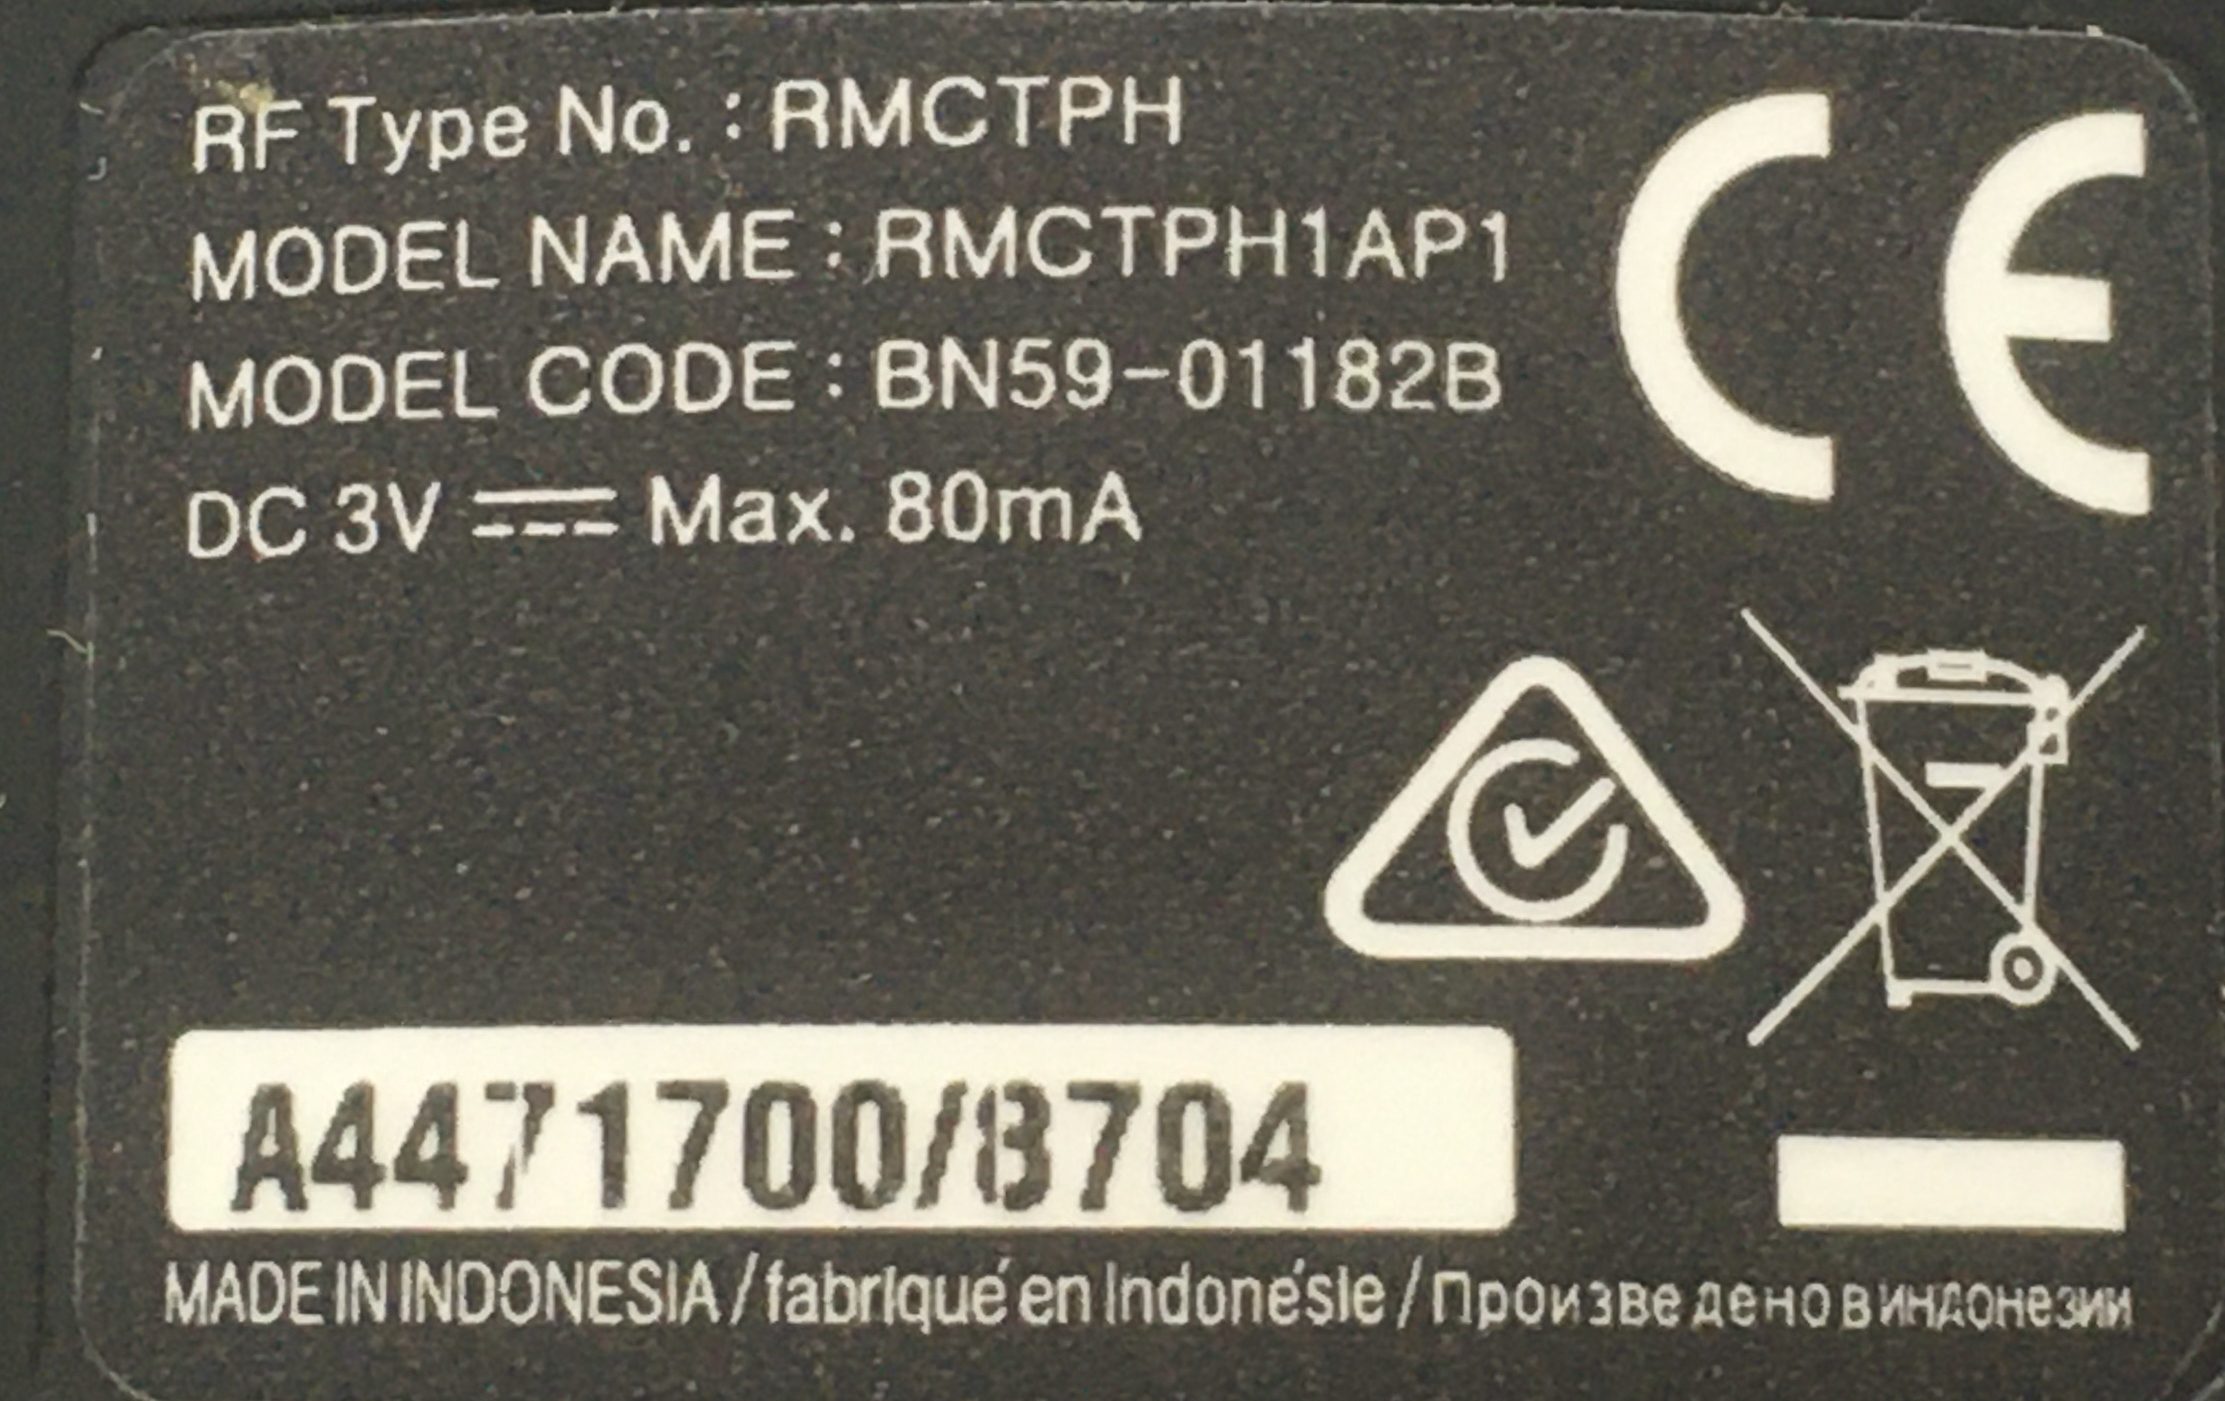 RF Type No. : RMCTPH
MODEL NAME : RMCTPH1AP1
MODEL CODE : BN59-01182B
DC 3V ⎓ Max. 80mA
CE
A4471700/8704
MADE IN INDONESIA / fabriqué en Indonésie / Произведено в индонезии